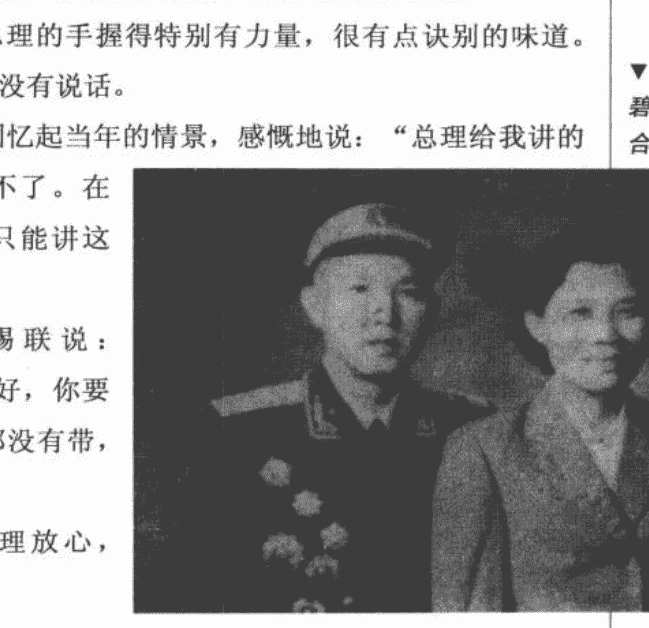 理的手握得特别有力量，很有点诀别的味道。
没有说话。
忆起当年的情景，感慨地说：“总理给我讲的
不了。在
只能讲这
锡联说：
好，你要
都没有带，
理放心，
▼
碧
合